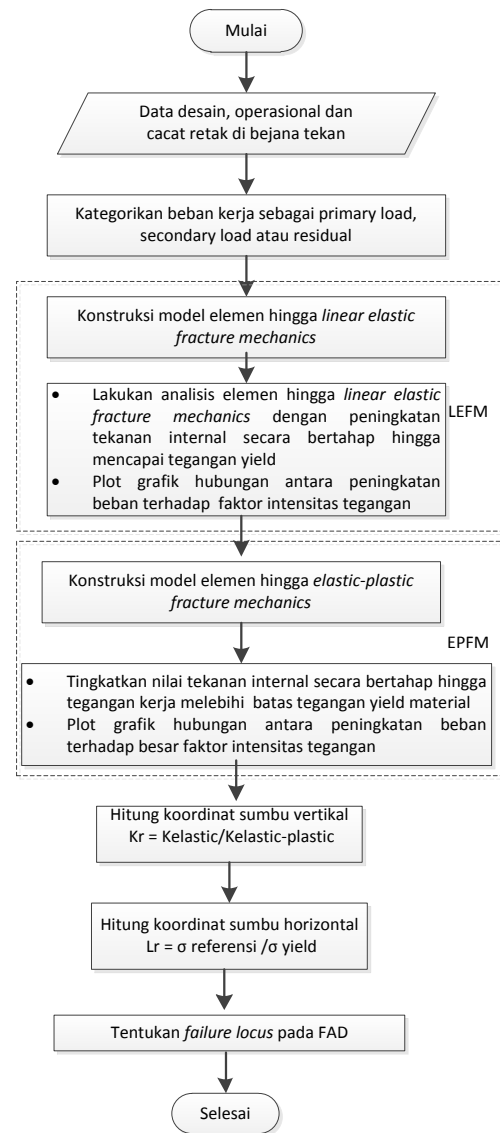 Mulai
Data desain, operasional dan
cacat retak di bejana tekan
Kategorikan beban kerja sebagai primary load,
secondary load atau residual
Konstruksi model elemen hingga linear elastic
fracture mechanics
• Lakukan analisis elemen hingga linear elastic
fracture mechanics dengan peningkatan
tekanan internal secara bertahap hingga
mencapai tegangan yield
• Plot grafik hubungan antara peningkatan
beban terhadap faktor intensitas tegangan
LEFM
Konstruksi model elemen hingga elastic-plastic
fracture mechanics
EPFM
• Tingkatkan nilai tekanan internal secara bertahap hingga
tegangan kerja melebihi batas tegangan yield material
• Plot grafik hubungan antara peningkatan beban
terhadap besar faktor intensitas tegangan
Hitung koordinat sumbu vertikal
Kr = Kelastic/Kelastic-plastic
Hitung koordinat sumbu horizontal
Lr = σ referensi /σ yield
Tentukan failure locus pada FAD
Selesai